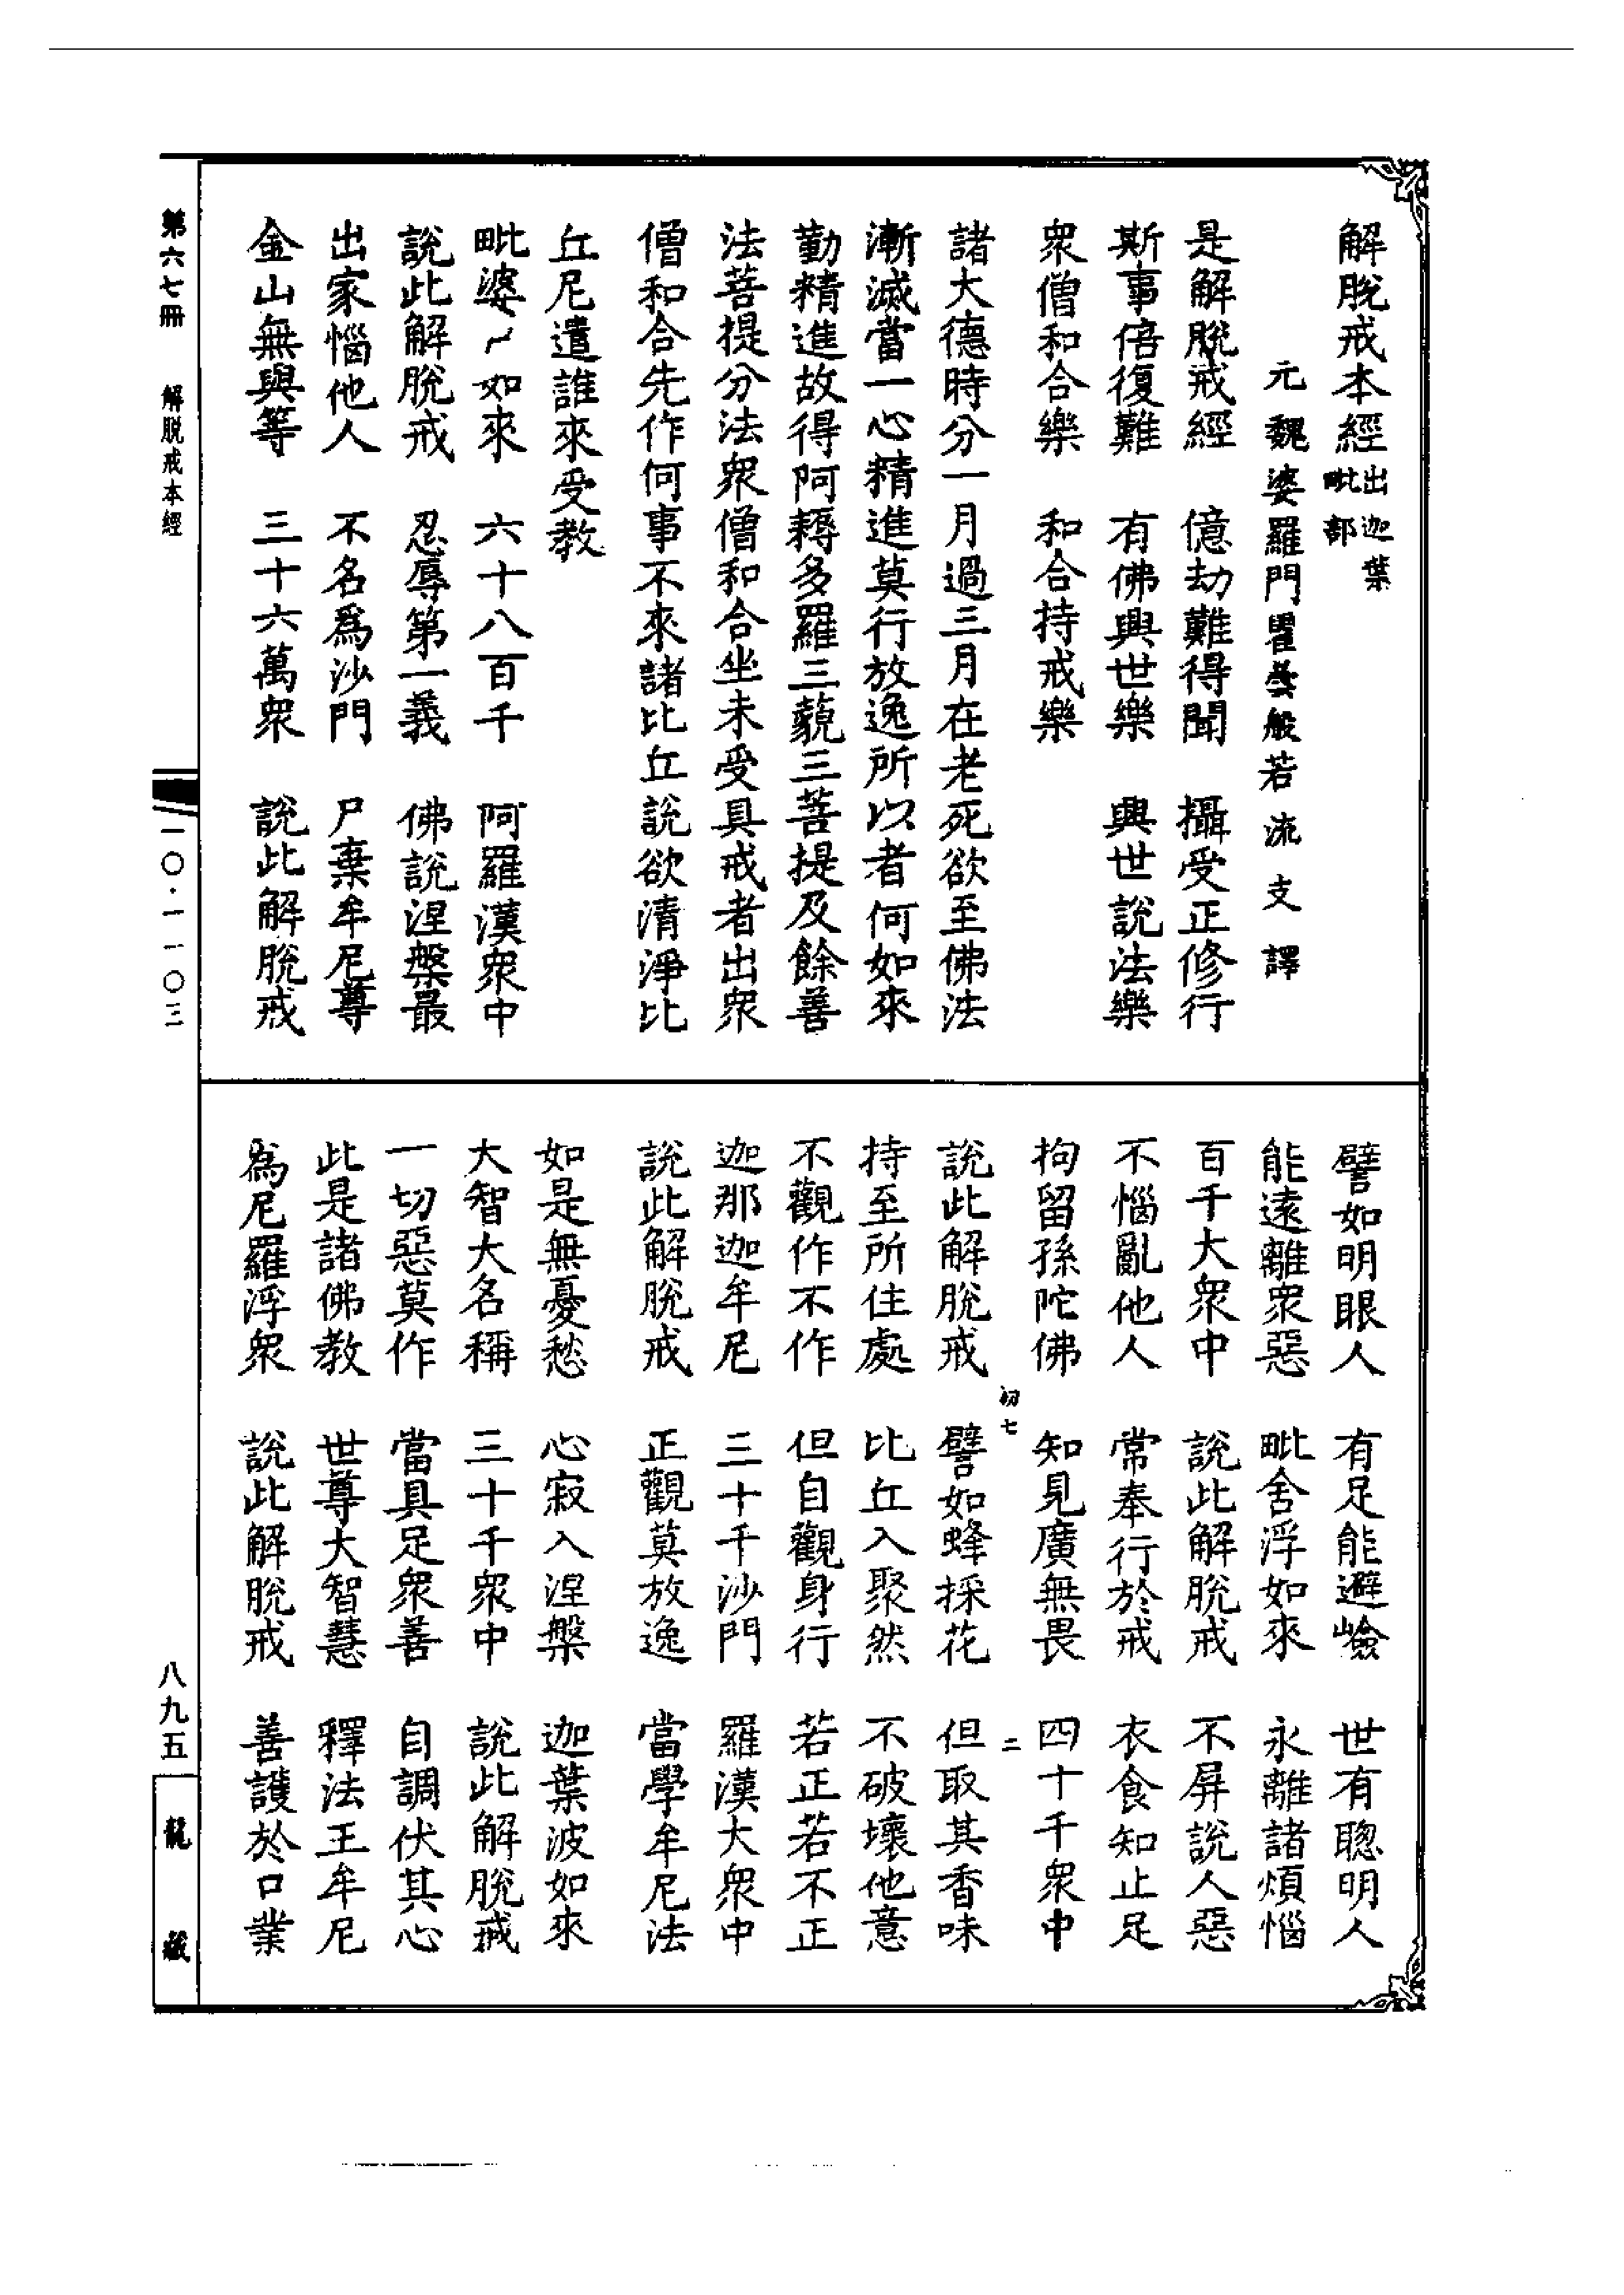 解脫戒本經出迦葉毗部
元魏婆羅門瞿曇般若流支譯
是解脫戒經　億劫難得聞　攝受正修行
斯事倍復難　有佛興世樂　興世說法樂
衆僧和合樂　和合持戒樂
諸大德時分一月過三月在老死欲至佛法
漸滅當一心精進莫行放逸所以者何如來
勤精進故得阿耨多羅三藐三菩提及餘善
法菩提分法衆僧和合坐未受具戒者出衆
僧和合先作何事不來諸比丘說欲清淨比
丘尼遣誰來受教
毗婆尸如來　六十八百千　阿羅漢衆中
說此解脫戒　忍辱第一義　佛說涅槃最
出家惱他人　不名爲沙門　尸棄牟尼尊
金山無與等　三十六萬衆　說此解脫戒
譬如明眼人　有足能避嶮　世有聰明人
能遠離衆惡　毗舍浮如來　永離諸煩惱
百千大衆中　說此解脫戒　不屏說人惡
不惱亂他人　常奉行於戒　衣食知止足
拘留孫陀佛　知見廣無畏　四十千衆中
初七　二
說此解脫戒　譬如蜂採花　但取其香味
持至所住處　比丘入聚然　不破壞他意
不觀作不作　但自觀身行　若正若不正
迦那迦牟尼　三十千沙門　羅漢大衆中
說此解脫戒　正觀莫放逸　當學牟尼法
如是無憂愁　心寂入涅槃　迦葉波如來
大智大名稱　三十千衆中　說此解脫戒
一切惡莫作　當具足衆善　自調伏其心
此是諸佛教　世尊大智慧　釋法王牟尼
爲尼羅浮衆　說此解脫戒　善護於口業
第六七冊　解脫戒本經　一〇·一一〇三　八九五　龍藏